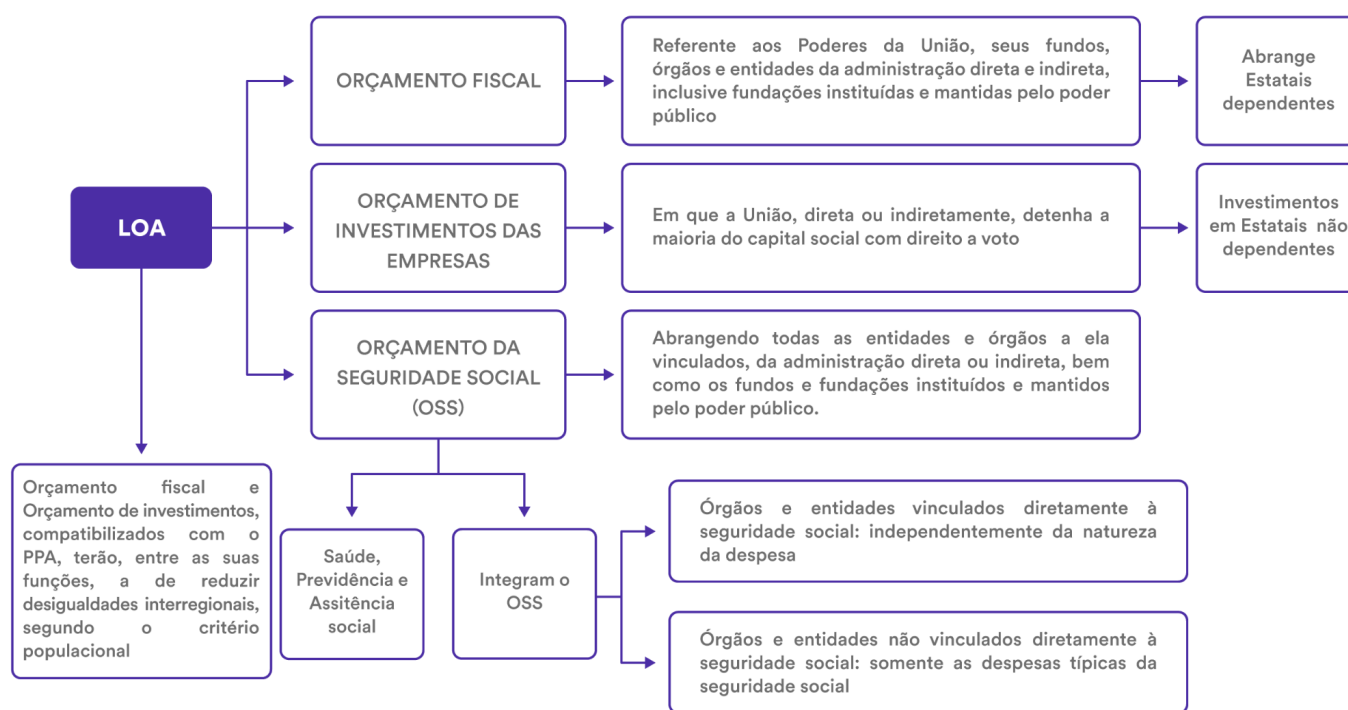 LOA
ORÇAMENTO FISCAL
Referente aos Poderes da União, seus fundos,
órgãos e entidades da administração direta e indireta,
inclusive fundações instituídas e mantidas pelo poder
público
Abrange
Estatais
dependentes
ORÇAMENTO DE
INVESTIMENTOS DAS
EMPRESAS
Em que a União, direta ou indiretamente, detenha a
maioria do capital social com direito a voto
Investimentos
em Estatais não
dependentes
ORÇAMENTO DA
SEGURIDADE SOCIAL
(OSS)
Abrangendo todas as entidades e órgãos a ela
vinculados, da administração direta ou indireta, bem
como os fundos e fundações instituídos e mantidos
pelo poder público.
Orçamento fiscal e
Orçamento de investimentos,
compatibilizados com o
PPA, terão, entre as suas
funções, a de reduzir
desigualdades interregionais,
segundo o critério
populacional
Saúde,
Previdência e
Assitência
social
Integram o
OSS
Órgãos e entidades vinculados diretamente à
seguridade social: independentemente da natureza
da despesa
Órgãos e entidades não vinculados diretamente à
seguridade social: somente as despesas típicas da
seguridade social